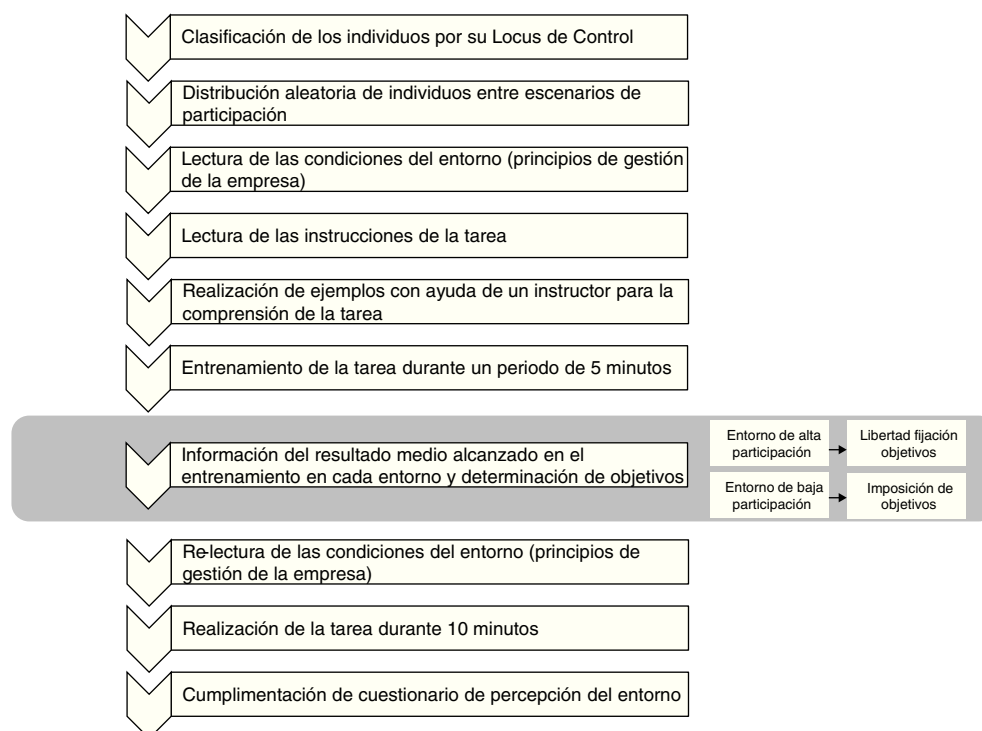 Clasificación de los individuos por su Locus de Control
Distribución aleatoria de individuos entre escenarios de
participación
Lectura de las condiciones del entorno (principios de gestión
de la empresa)
Lectura de las instrucciones de la tarea
Realización de ejemplos con ayuda de un instructor para la
comprensión de la tarea
Entrenamiento de la tarea durante un periodo de 5 minutos
Información del resultado medio alcanzado en el
entrenamiento en cada entorno y determinación de objetivos
Entorno de alta
participación
Libertad fijación
objetivos
Entorno de baja
participación
Imposición de
objetivos
Re-lectura de las condiciones del entorno (principios de
gestión de la empresa)
Realización de la tarea durante 10 minutos
Cumplimentación de cuestionario de percepción del entorno